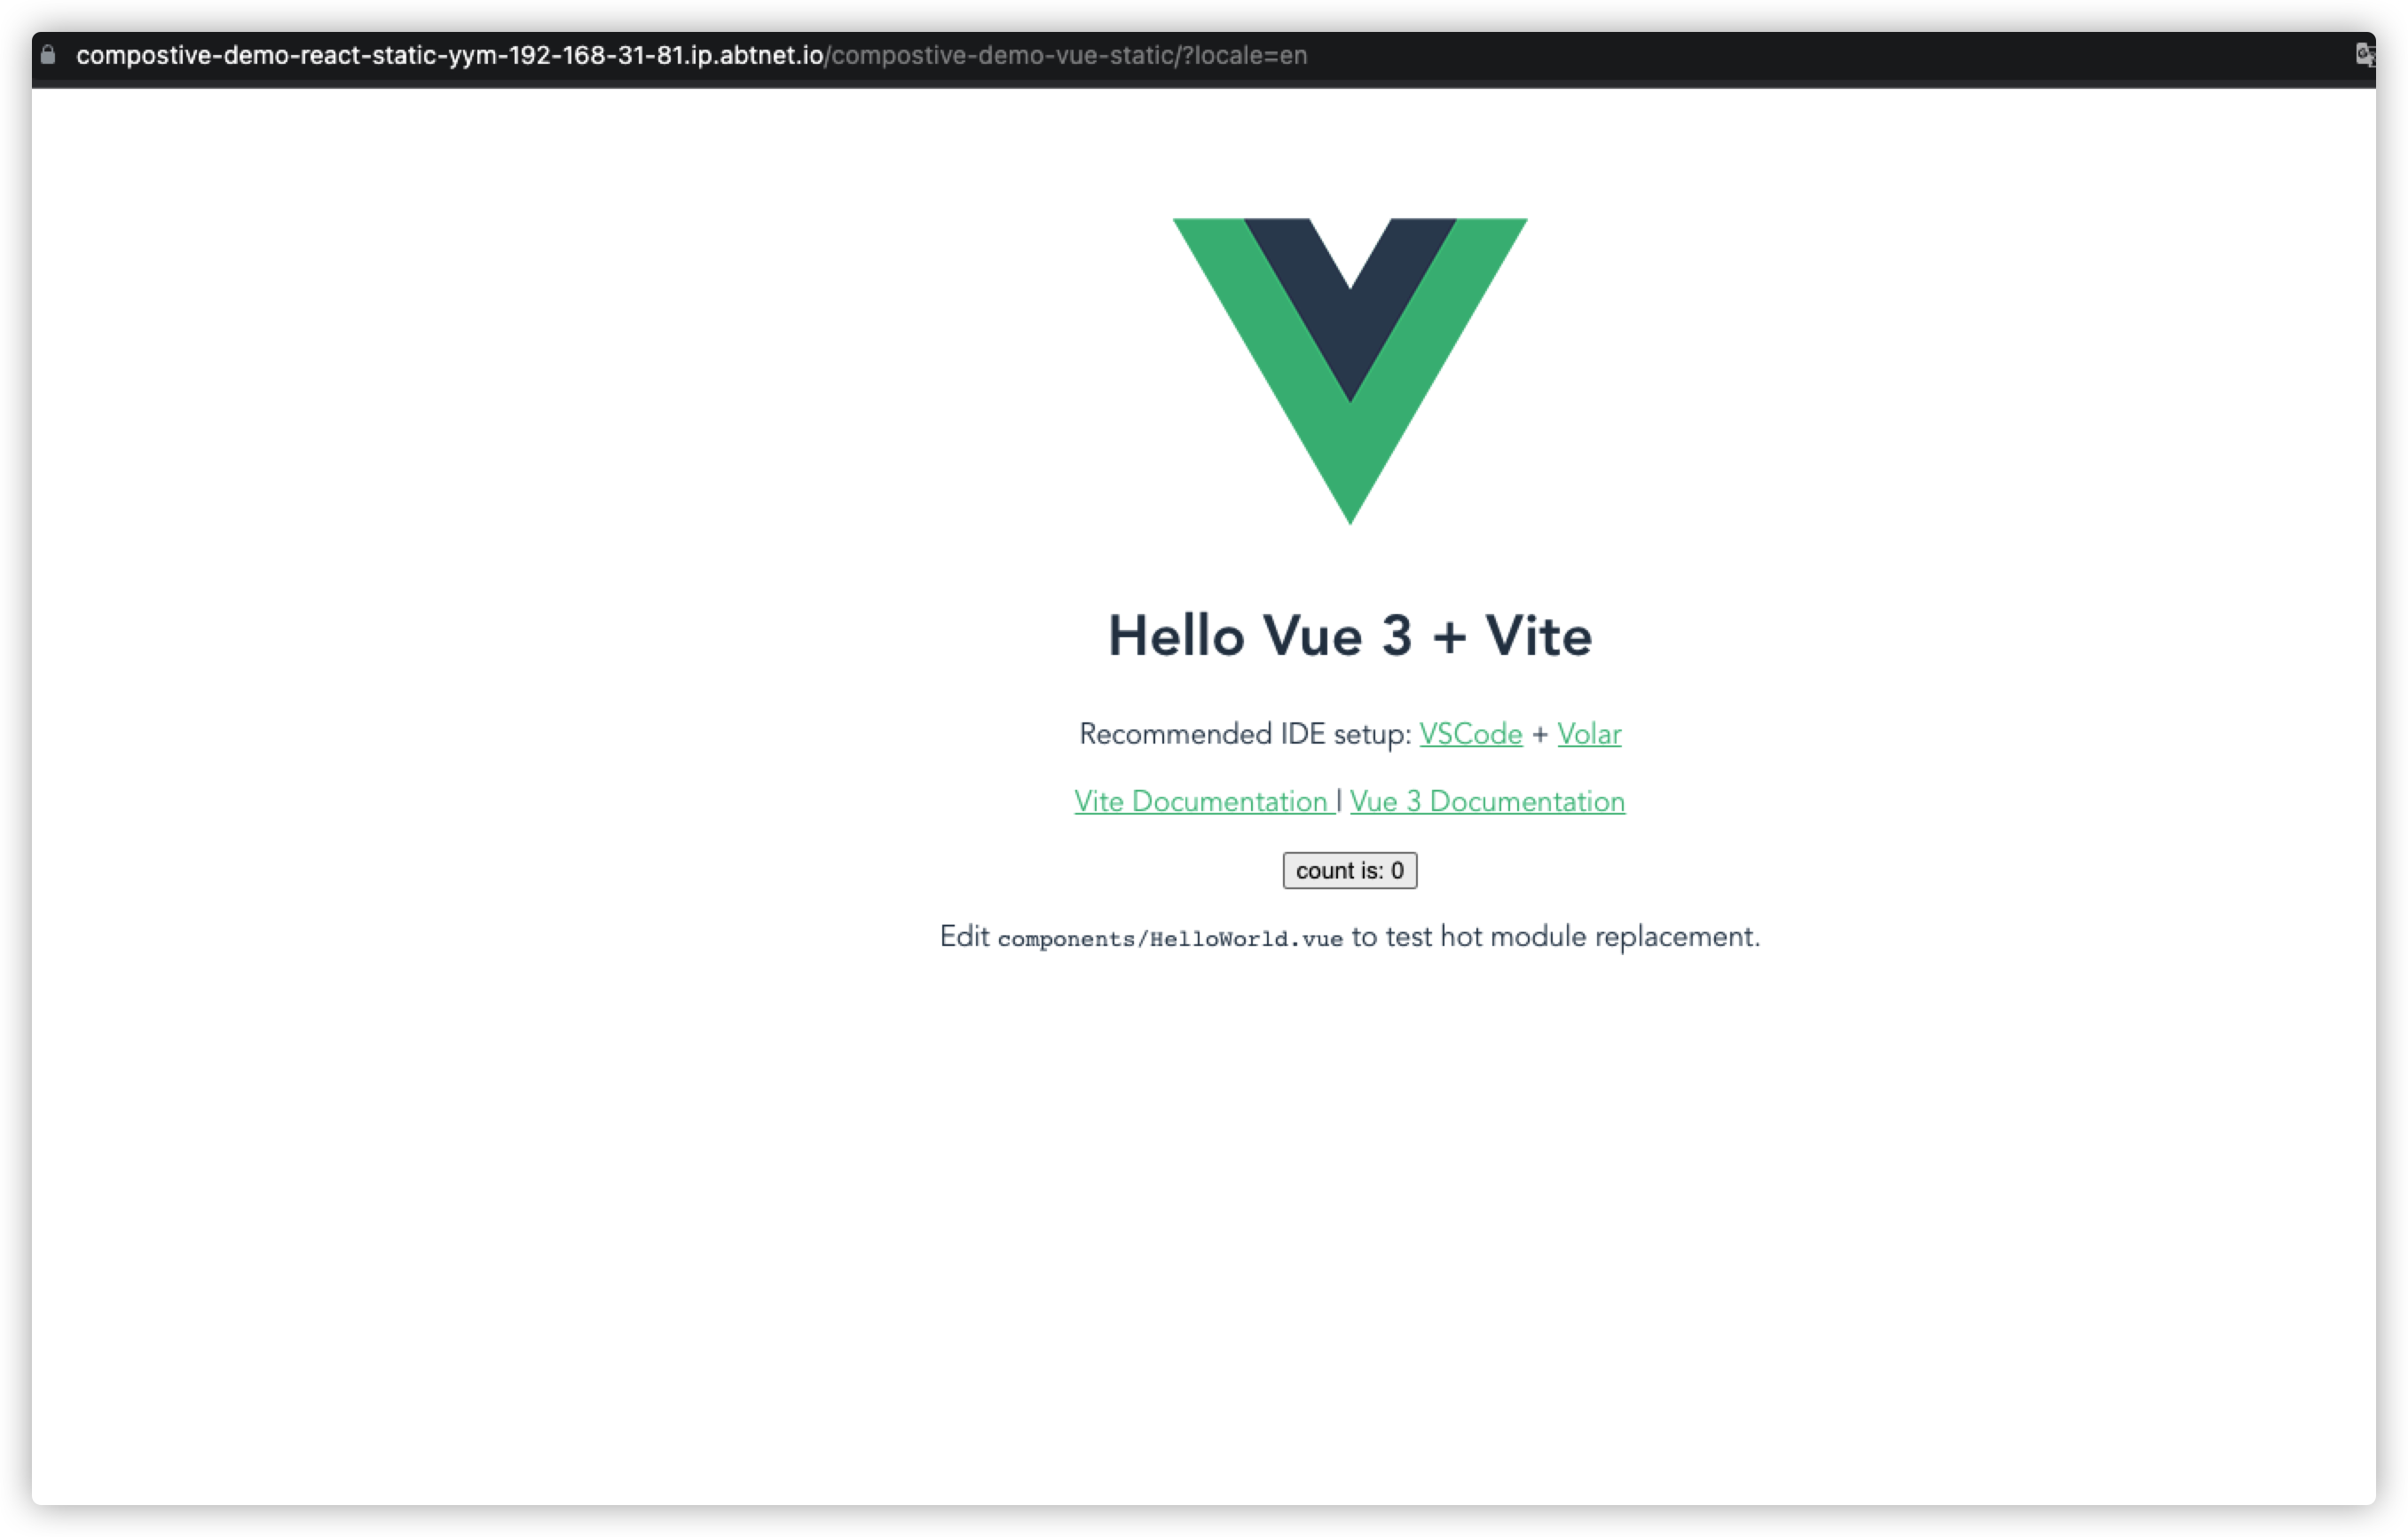 compostive-demo-react-static-yym-192-168-31-81.ip.abtnet.io/compostive-demo-vue-static/?locale=en
Hello Vue 3 + Vite
Recommended IDE setup: VSCode + Volar
Vite Documentation | Vue 3 Documentation
count is: 0
Edit components/HelloWorld.vue to test hot module replacement.